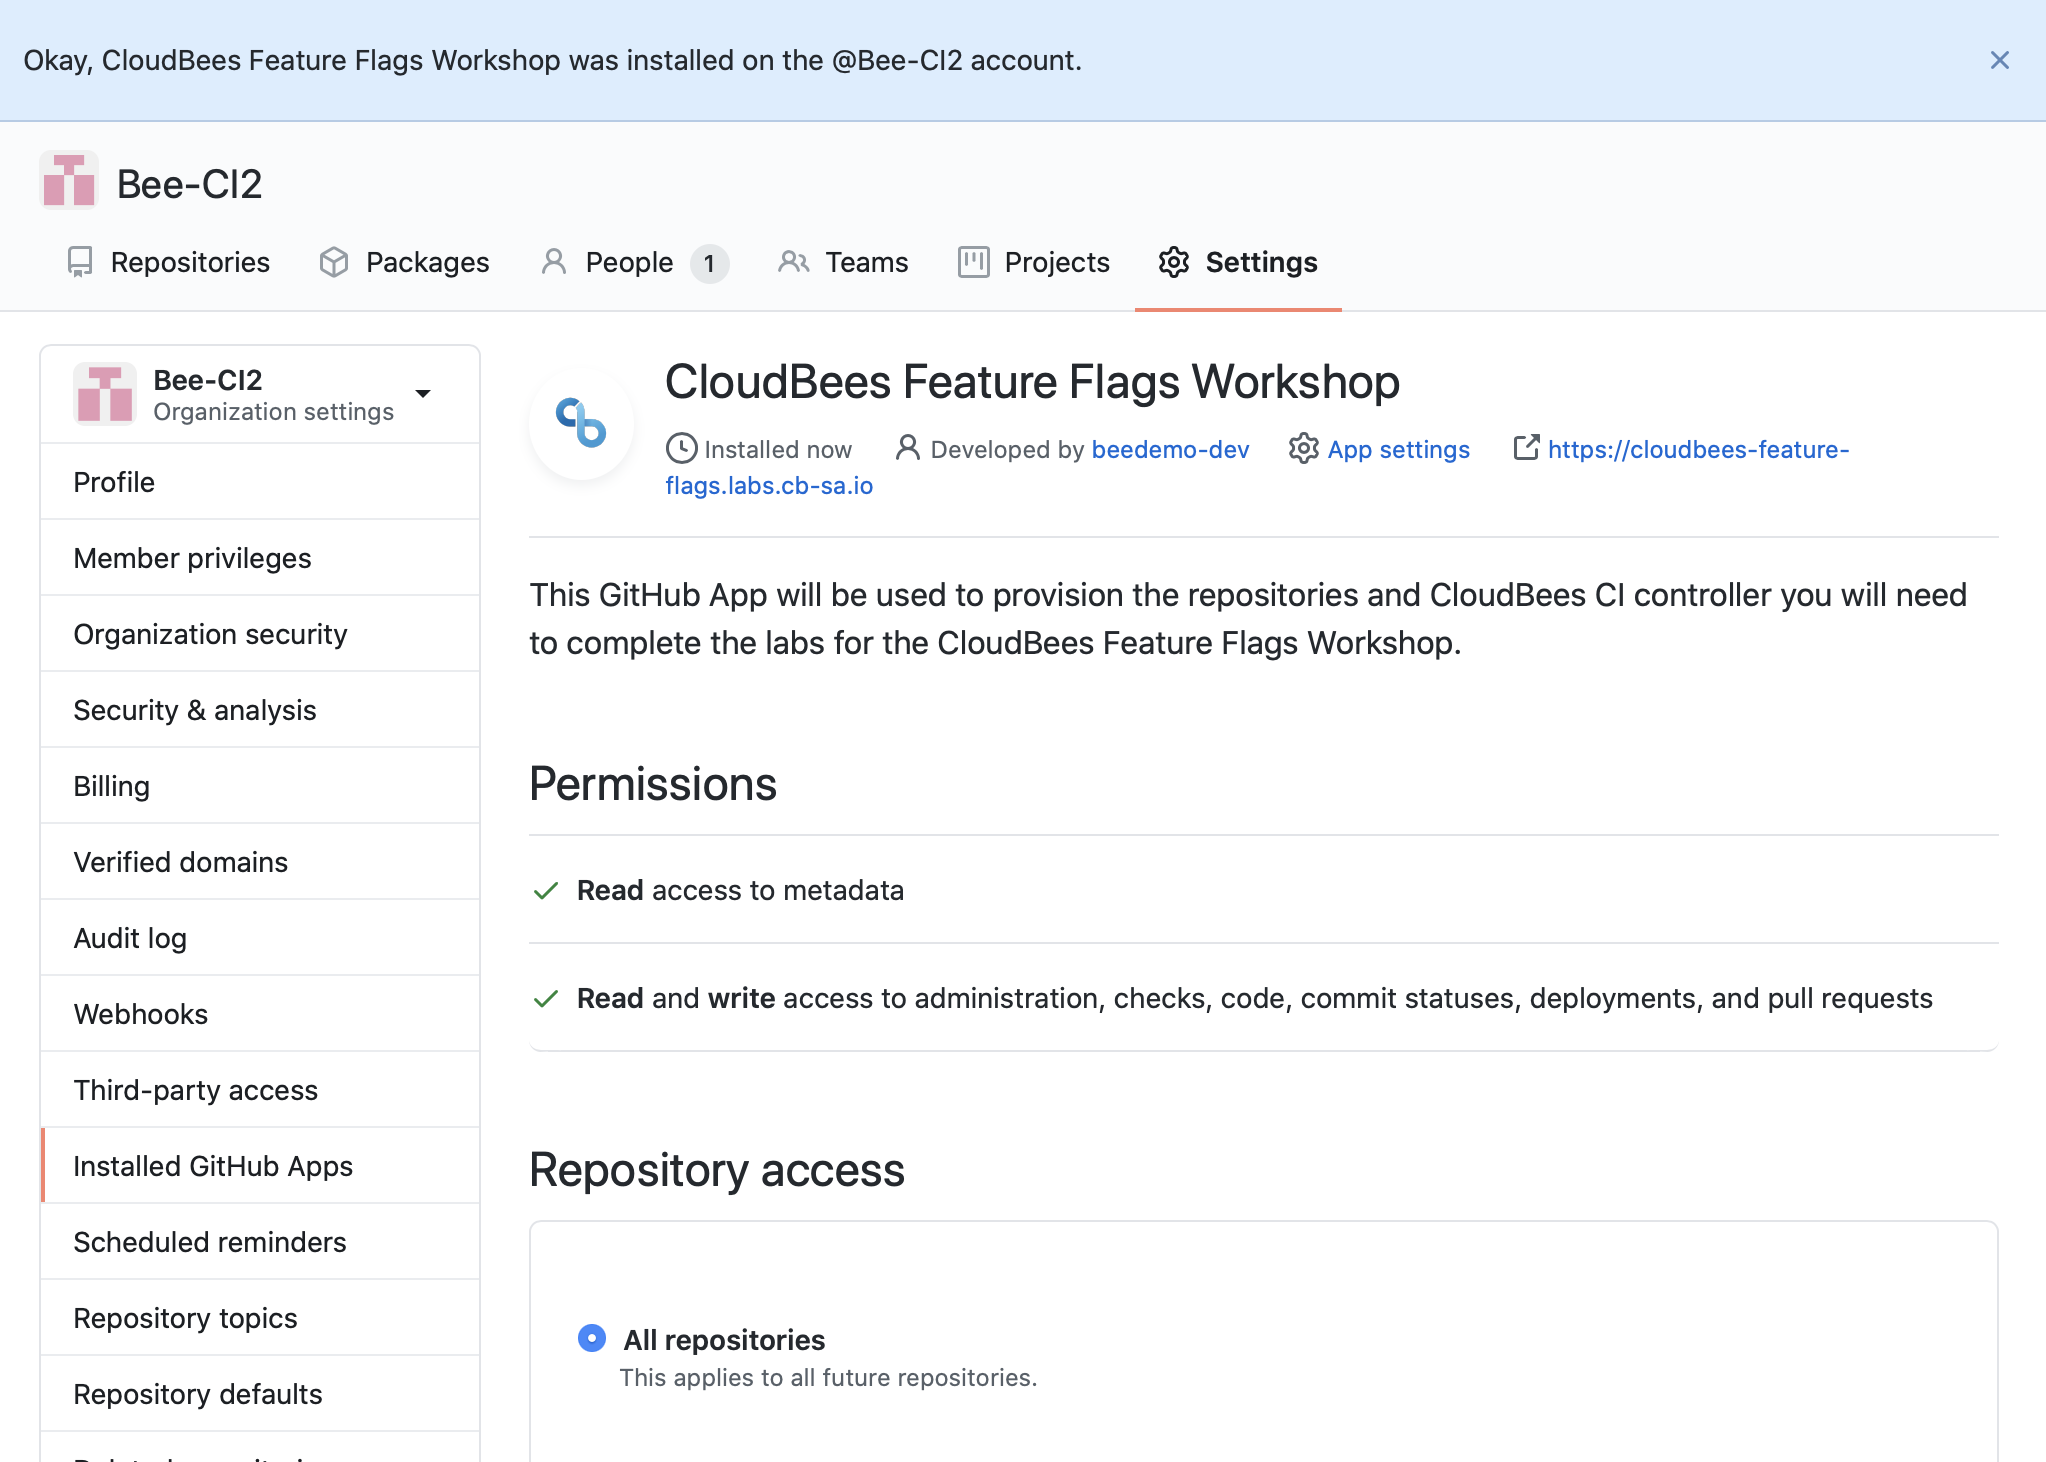 Okay, CloudBees Feature Flags Workshop was installed on the @Bee-CI2 account.
Bee-CI2
Repositories Packages People 1 Teams Projects Settings
Bee-CI2
Organization settings
Profile
Member privileges
Organization security
Security & analysis
Billing
Verified domains
Audit log
Webhooks
Third-party access
Installed GitHub Apps
Scheduled reminders
Repository topics
Repository defaults
CloudBees Feature Flags Workshop
Installed now Developed by beedemo-dev App settings https://cloudbees-feature-
flags.labs.cb-sa.io
This GitHub App will be used to provision the repositories and CloudBees CI controller you will need
to complete the labs for the CloudBees Feature Flags Workshop.
Permissions
Read access to metadata
Read and write access to administration, checks, code, commit statuses, deployments, and pull requests
Repository access
All repositories
This applies to all future repositories.